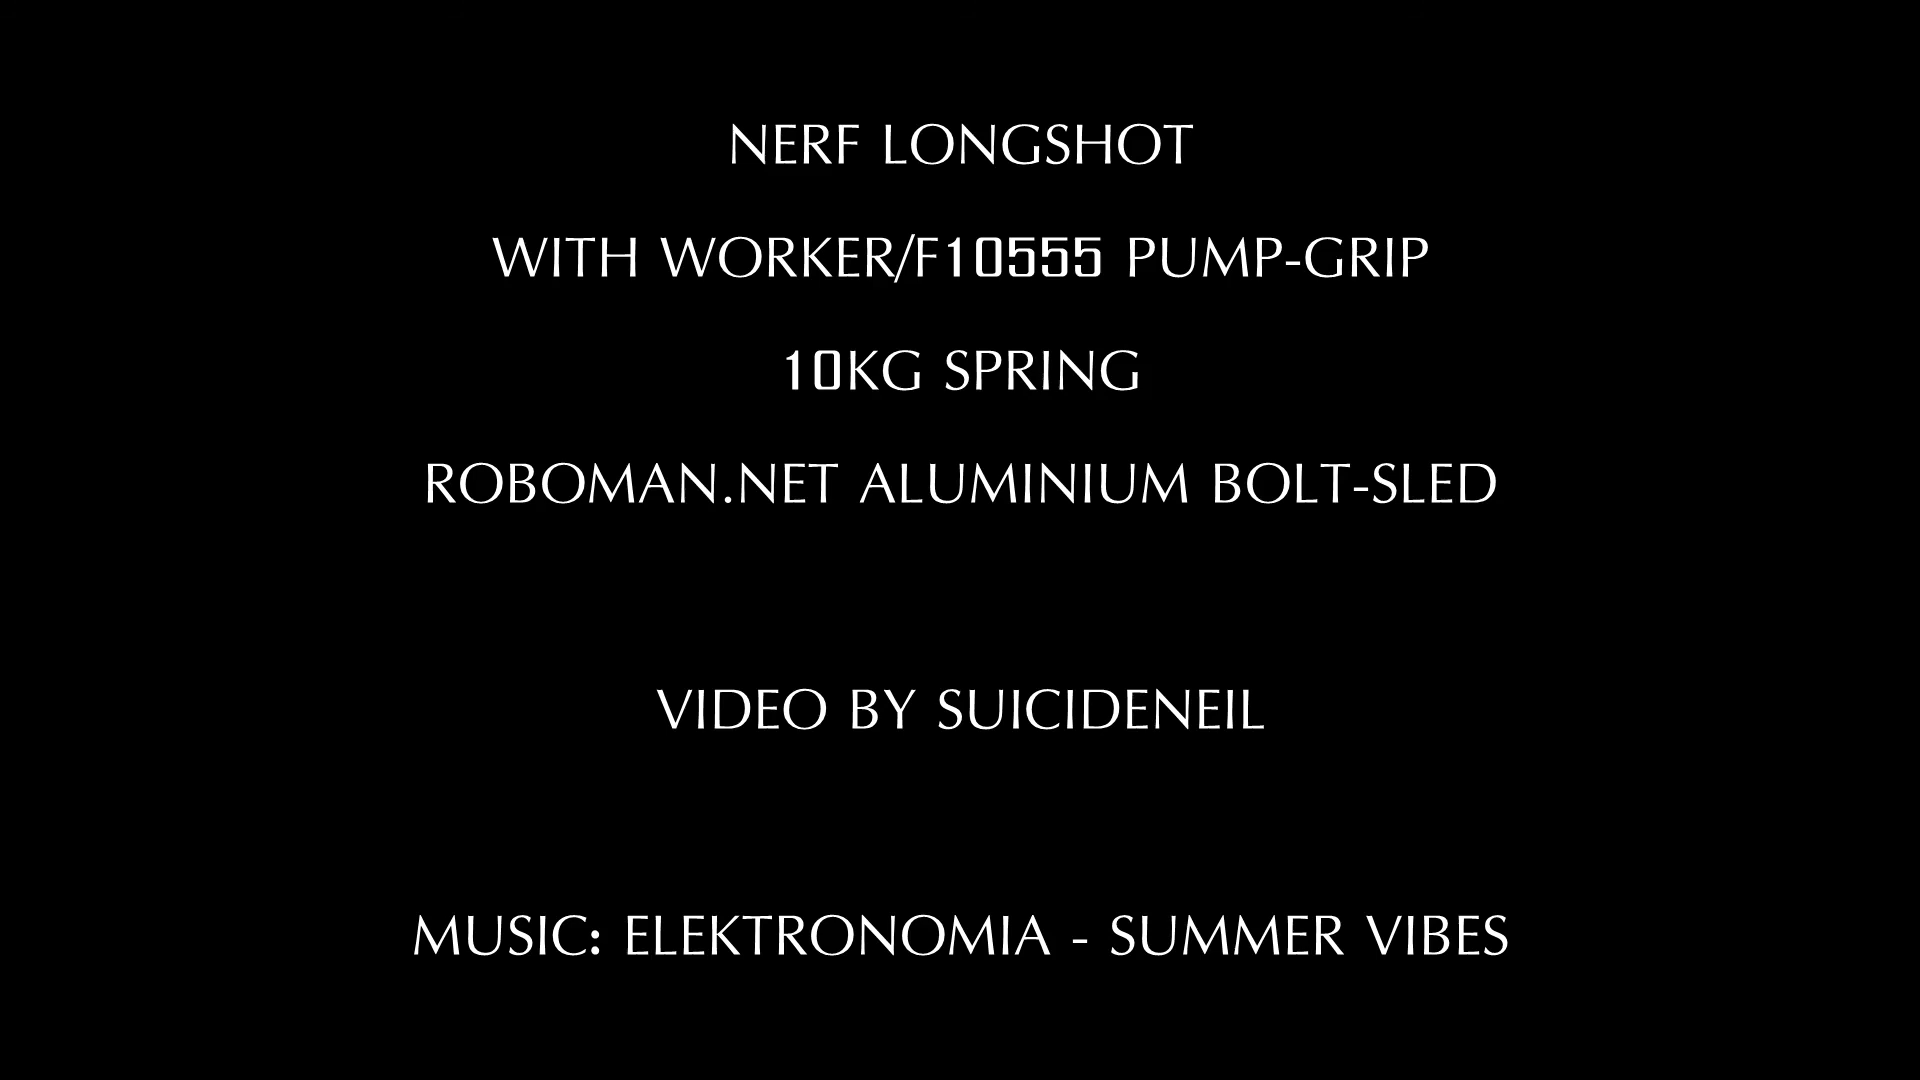 NERF LONGSHOT
WITH WORKER/F10555 PUMP-GRIP
10KG SPRING
ROBOMAN.NET ALUMINIUM BOLT-SLED
VIDEO BY SUICIDENEIL
MUSIC: ELEKTRONOMIA - SUMMER VIBES